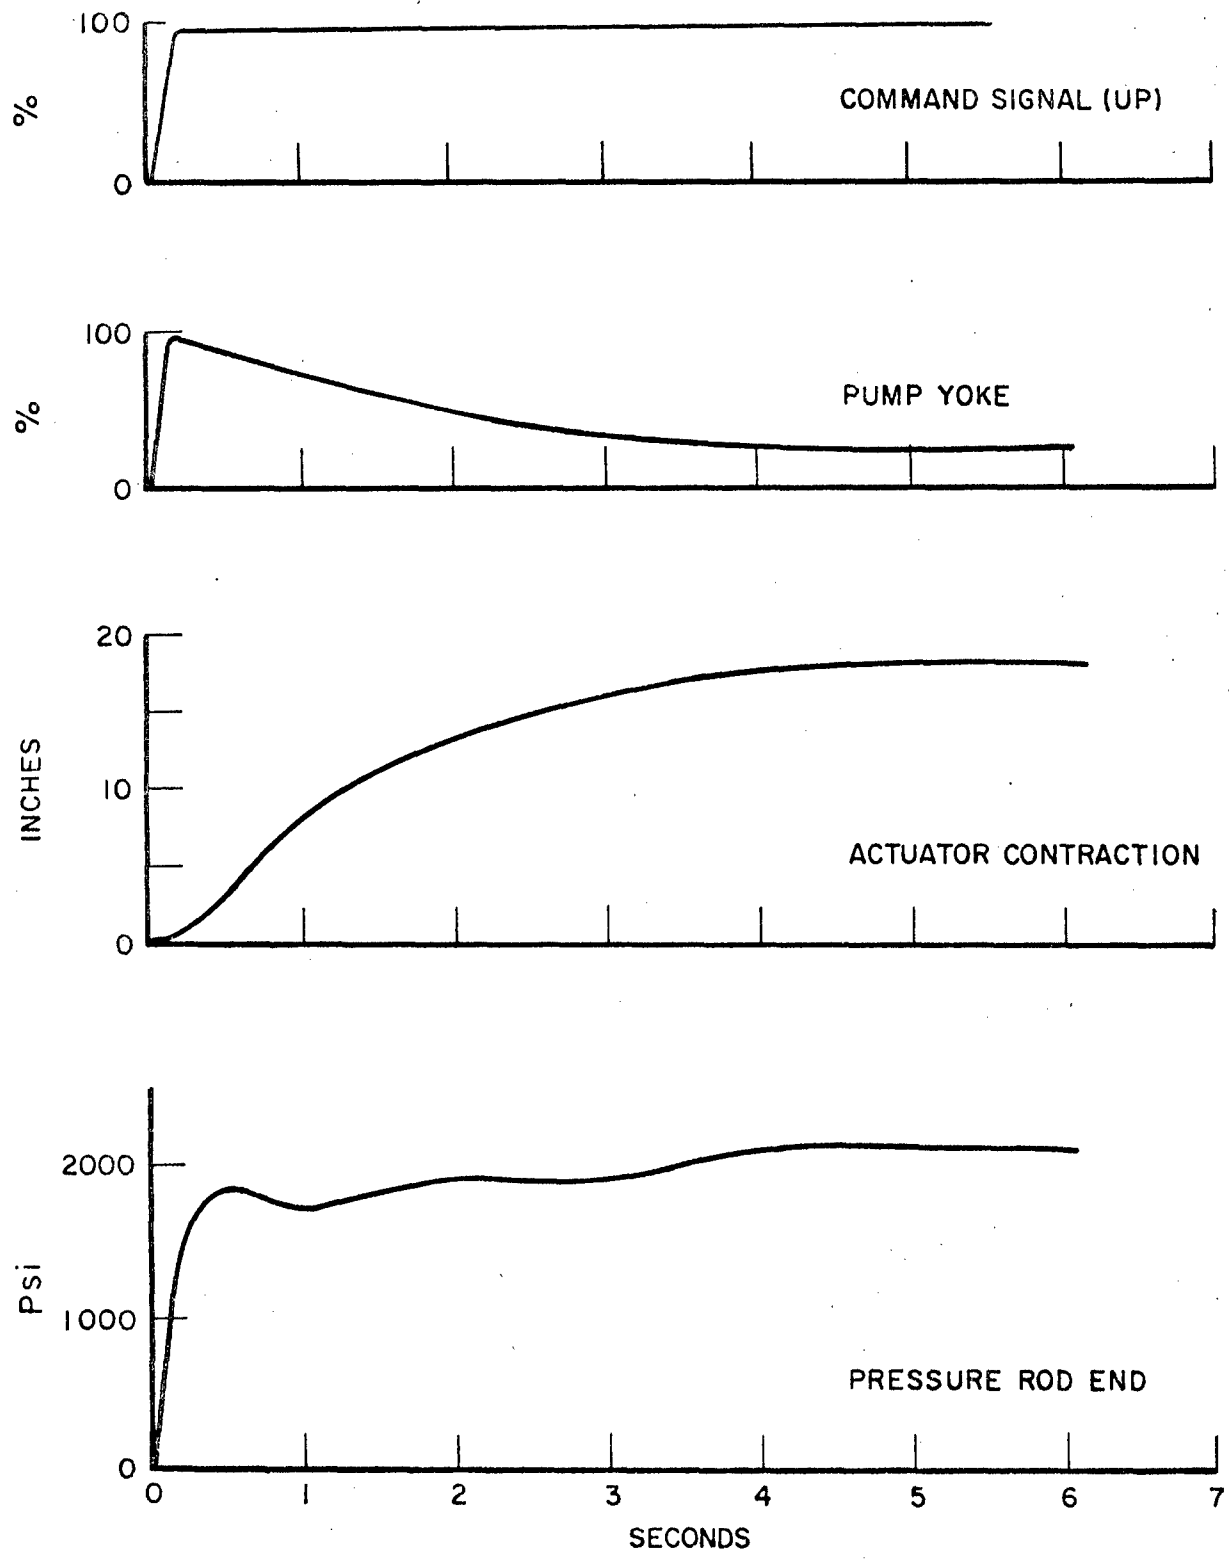 100
%
COMMAND SIGNAL (UP)
0
100
%
PUMP YOKE
0
20
INCHES
10
ACTUATOR CONTRACTION
0
2000
Psi
1000
PRESSURE ROD END
0
0 1 2 3 4 5 6 7
SECONDS